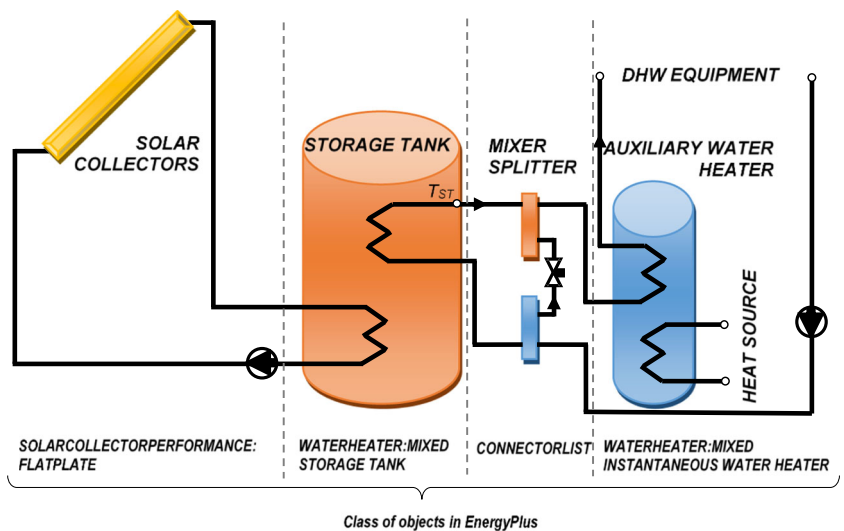 DHW EQUIPMENT
SOLAR
COLLECTORS
STORAGE TANK
MIXER
SPLITTER
AUXILIARY WATER
HEATER
TST
HEAT SOURCE
SOLARCOLLECTORPERFORMANCE:
FLATPLATE
WATERHEATER:MIXED
STORAGE TANK
CONNECTORLIST
WATERHEATER:MIXED
INSTANTANEOUS WATER HEATER
Class of objects in EnergyPlus